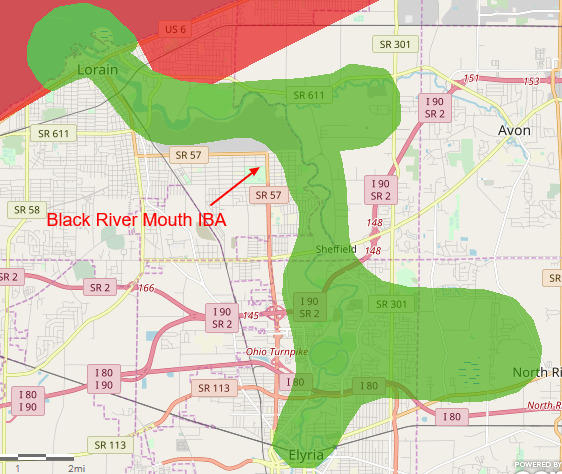 US 6
SR 301
Lorain
151
153
SR 611
I 90
SR 2
SR 611
Avon
SR 57
I 90
SR 2
SR 57
SR 58
Black River Mouth IBA
148
Sheffield
148
SR 2
SR 2
166
SR
I 90
SR 2
SR 301
I 90
SR 2
145
Ohio Turnpike
I 80
I 90
SR 113
I 80
I 80
North Ri
I 80
I 90
North R
I 80
SR 113
Elyria
1
2mi
POWERED BY